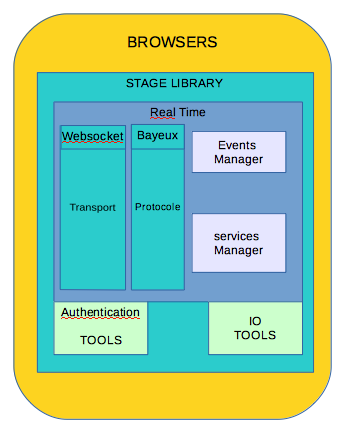 BROWSERS
STAGE LIBRARY
Real Time
Websocket
Transport
Bayeux
Protocole
Events
Manager
services
Manager
Authentication
TOOLS
IO
TOOLS